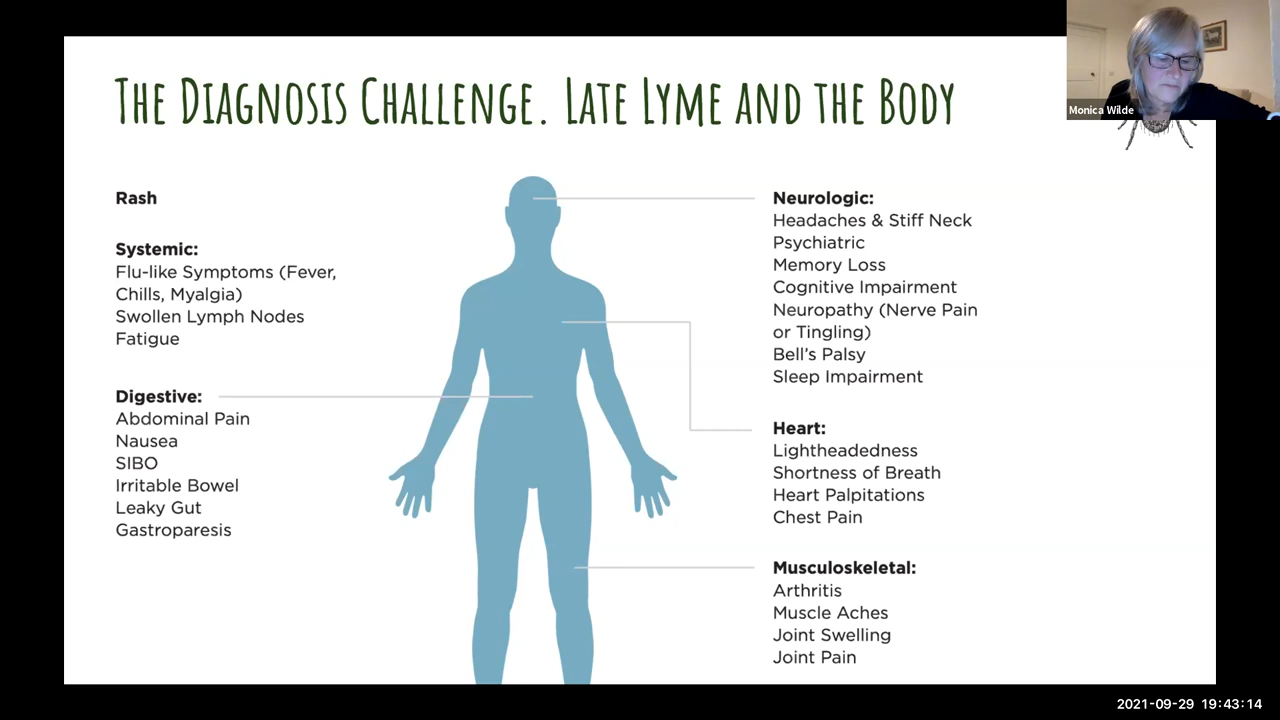 THE DIAGNOSIS CHALLENGE. LATE LYME AND THE BODY
Monica Wilde
Rash
Systemic:
Flu-like Symptoms (Fever,
Chills, Myalgia)
Swollen Lymph Nodes
Fatigue
Digestive:
Abdominal Pain
Nausea
SIBO
Irritable Bowel
Leaky Gut
Gastroparesis
Neurologic:
Headaches & Stiff Neck
Psychiatric
Memory Loss
Cognitive Impairment
Neuropathy (Nerve Pain
or Tingling)
Bell's Palsy
Sleep Impairment
Heart:
Lightheadedness
Shortness of Breath
Heart Palpitations
Chest Pain
Musculoskeletal:
Arthritis
Muscle Aches
Joint Swelling
Joint Pain
2021-09-29 19:43:14